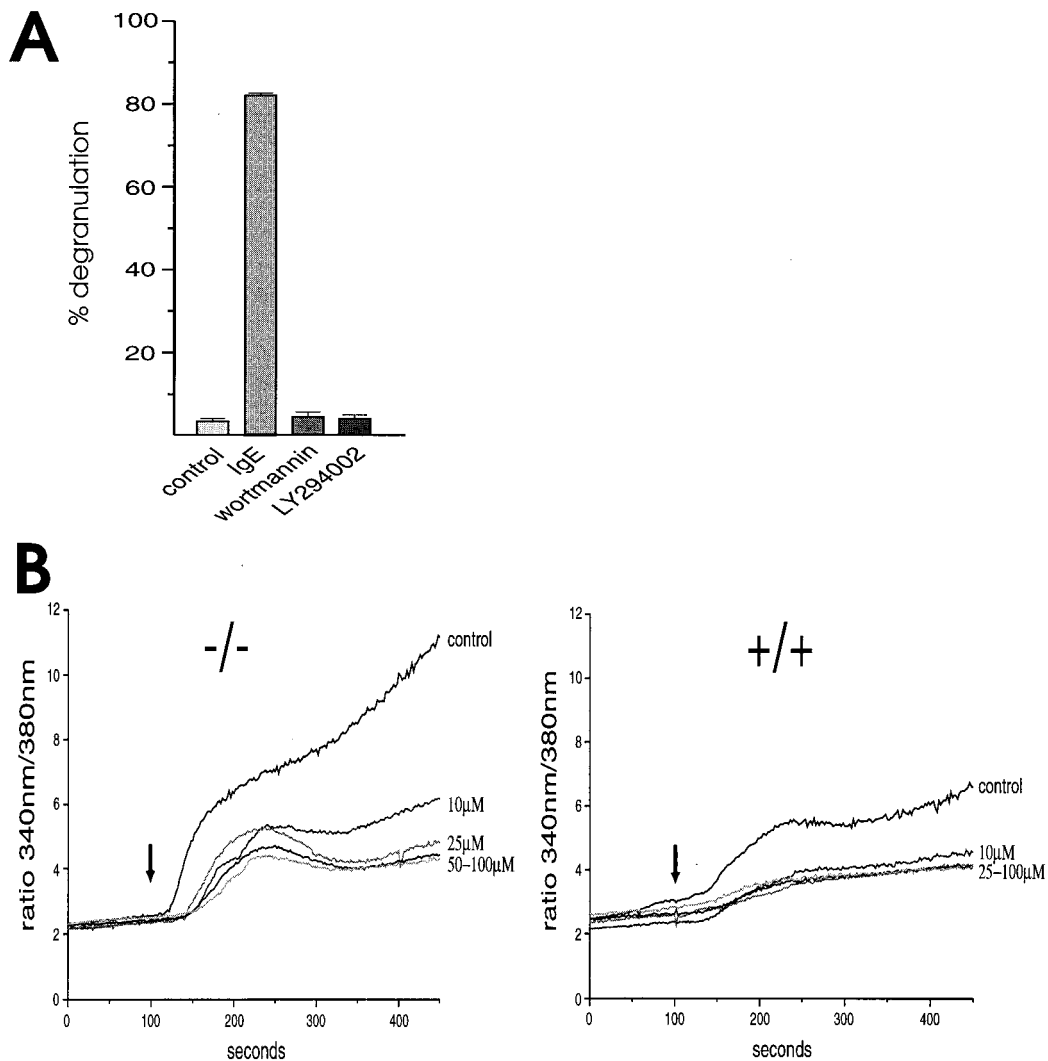 A
% degranulation
100
80
60
40
20
control
IgE
wortmannin
LY294002
B
ratio 340nm/380nm
12
10
8
6
4
2
0
-/-
control
10µM
25µM
50–100µM
0
100
200
300
400
seconds
ratio 340nm/380nm
12
10
8
6
4
2
0
+/+
control
10µM
25–100µM
0
100
200
300
400
seconds